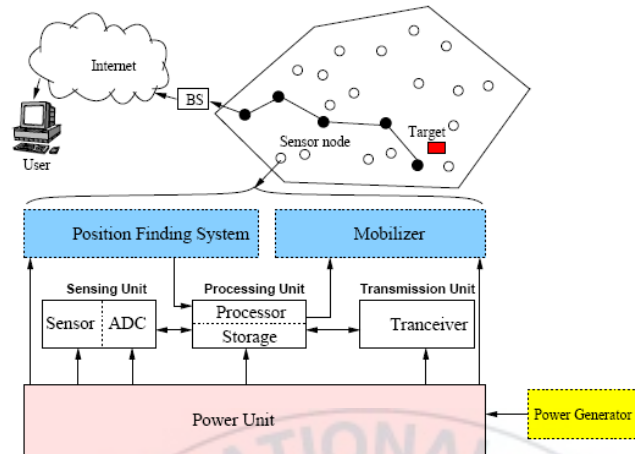 Internet
BS
User
Sensor node
Target
Position Finding System
Mobilizer
Sensing Unit
Processing Unit
Transmission Unit
Sensor
ADC
Processor
Storage
Tranceiver
Power Unit
Power Generator
ATIONAL